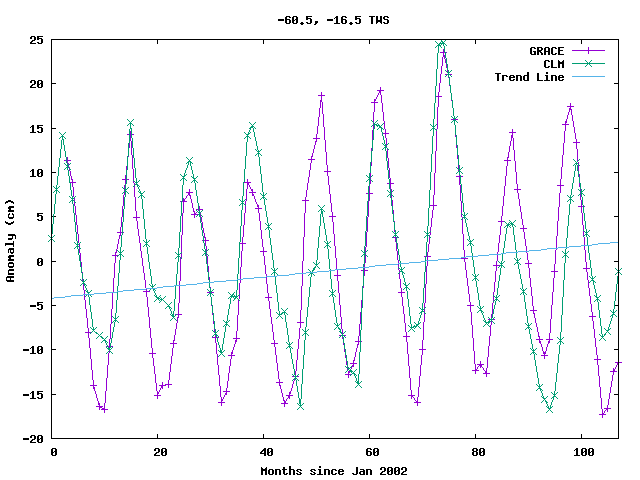 -60.5, -16.5 TWS
GRACE
CLM
Trend Line
25
20
15
10
5
0
-5
-10
-15
-20
Anomaly (cm)
0 20 40 60 80 100
Months since Jan 2002